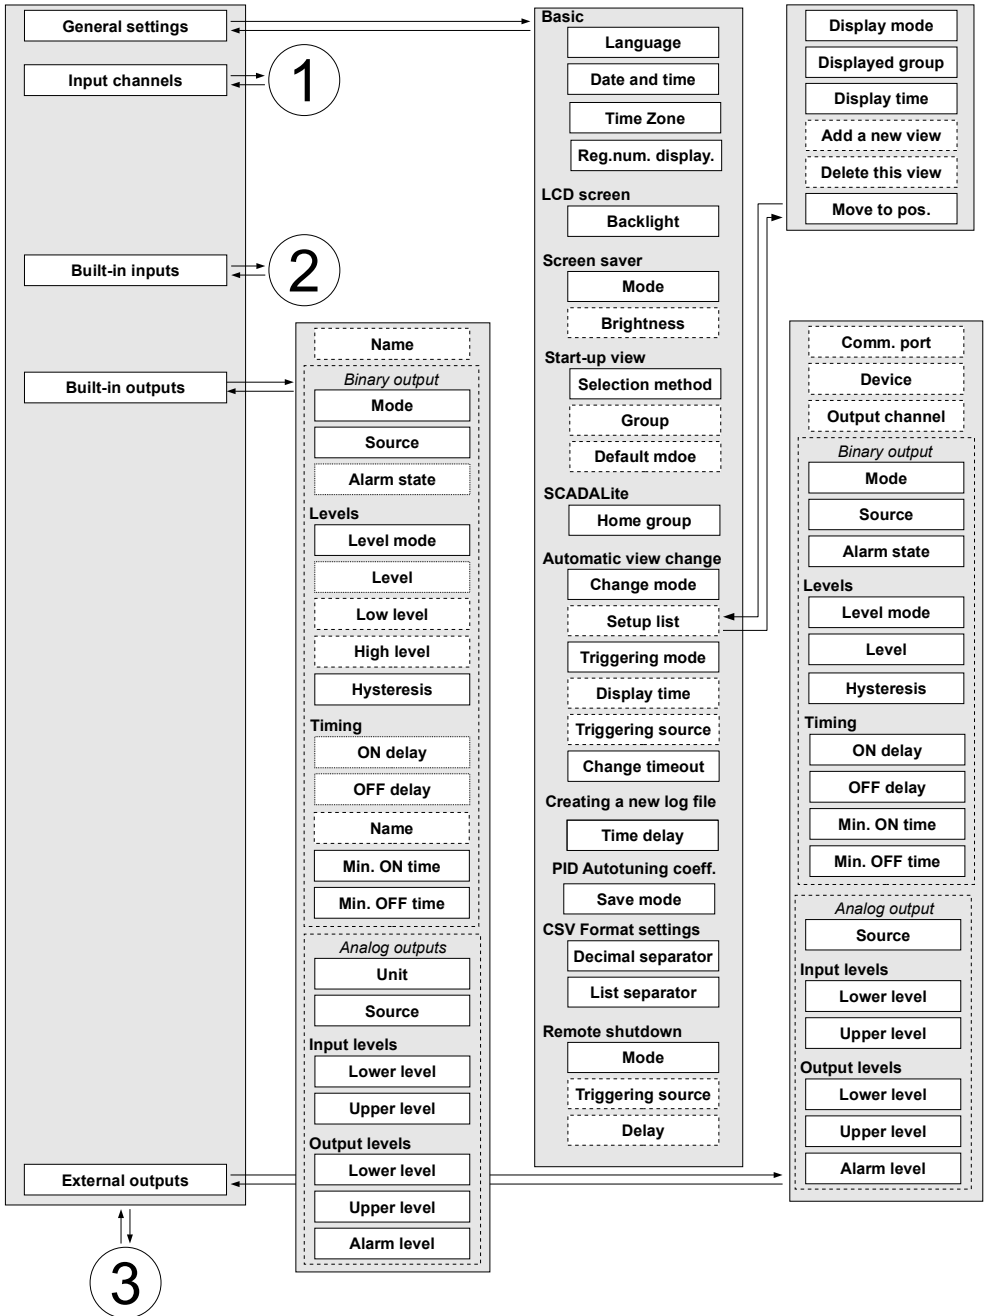 General settings
Input channels
1
Built-in inputs
2
Built-in outputs
External outputs
3
Name
Binary output
Mode
Source
Alarm state
Levels
Level mode
Level
Low level
High level
Hysteresis
Timing
ON delay
OFF delay
Name
Min. ON time
Min. OFF time
Analog outputs
Unit
Source
Input levels
Lower level
Upper level
Output levels
Lower level
Upper level
Alarm level
Basic
Language
Date and time
Time Zone
Reg.num. display.
LCD screen
Backlight
Screen saver
Mode
Brightness
Start-up view
Selection method
Group
Default mdoe
SCADALite
Home group
Automatic view change
Change mode
Setup list
Triggering mode
Display time
Triggering source
Change timeout
Creating a new log file
Time delay
PID Autotuning coeff.
Save mode
CSV Format settings
Decimal separator
List separator
Remote shutdown
Mode
Triggering source
Delay
Display mode
Displayed group
Display time
Add a new view
Delete this view
Move to pos.
Comm. port
Device
Output channel
Binary output
Mode
Source
Alarm state
Levels
Level mode
Level
Hysteresis
Timing
ON delay
OFF delay
Min. ON time
Min. OFF time
Analog output
Source
Input levels
Lower level
Upper level
Output levels
Lower level
Upper level
Alarm level